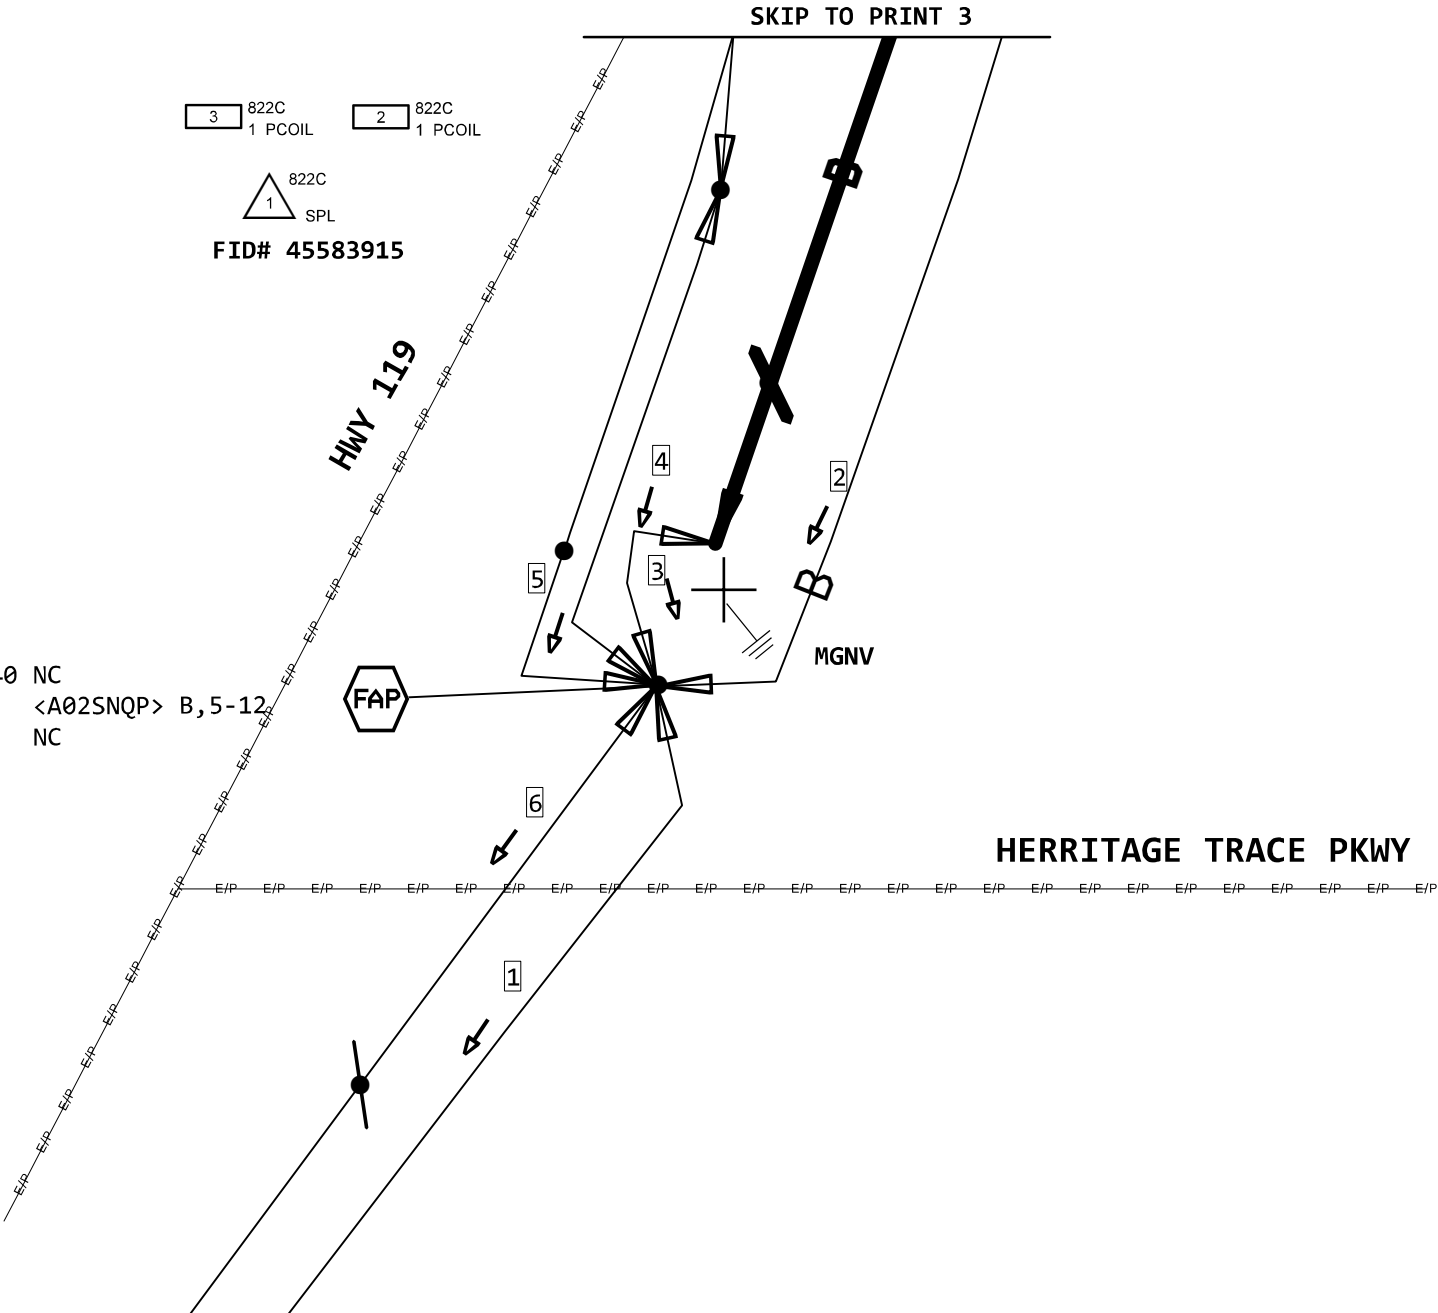 SKIP TO PRINT 3
3 822C
1 PCOIL
2 822C
1 PCOIL
1 822C
SPL
FID# 45583915
HWY 119
B
4
2
5
3
B
MGNV
0 NC
<A02SNQP> B,5-12
NC
FAP
6
HERRITAGE TRACE PKWY
1
E/P E/P E/P E/P E/P E/P E/P E/P E/P E/P E/P E/P E/P E/P E/P E/P E/P E/P E/P E/P E/P E/P E/P E/P E/P E/P
E/P E/P E/P E/P E/P E/P E/P E/P E/P E/P E/P E/P E/P E/P E/P E/P E/P E/P E/P E/P E/P E/P E/P E/P E/P E/P